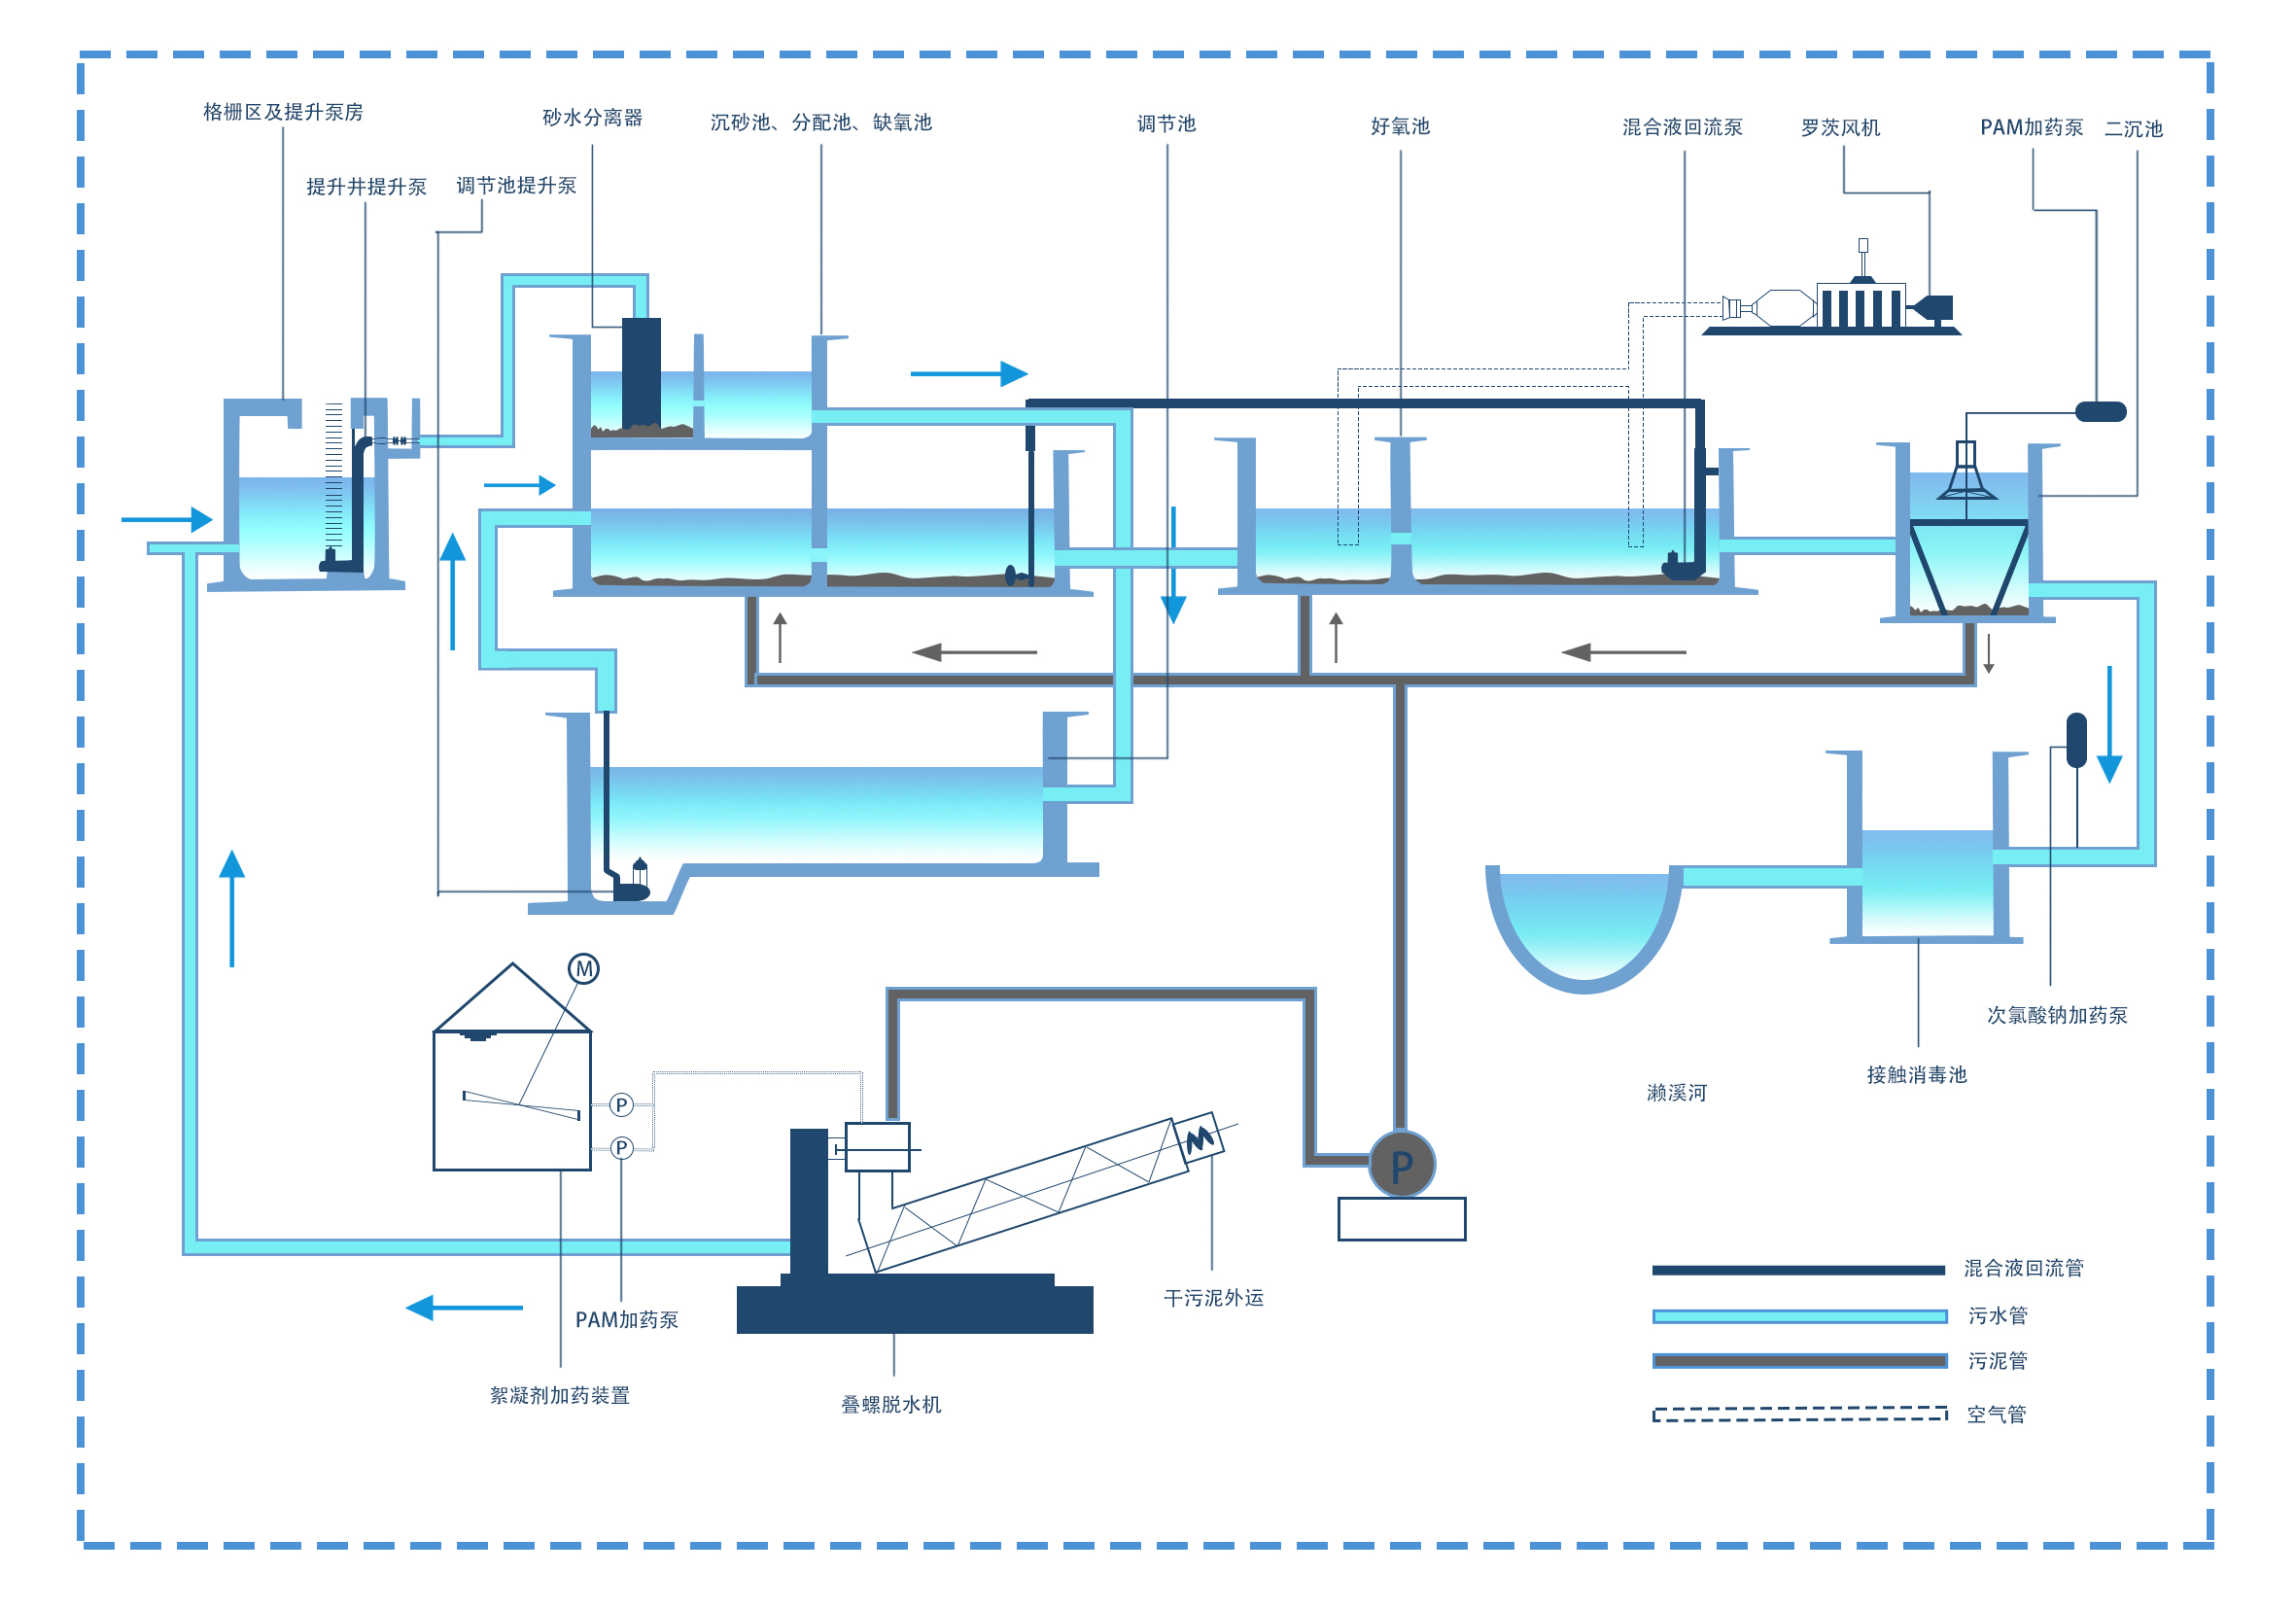 格栅区及提升泵房
砂水分离器
沉砂池、分配池、缺氧池
调节池
好氧池
混合液回流泵
罗茨风机
PAM加药泵
二沉池
提升井提升泵
调节池提升泵
M
次氯酸钠加药泵
接触消毒池
濑溪河
P
P
P
干污泥外运
PAM加药泵
絮凝剂加药装置
叠螺脱水机
混合液回流管
污水管
污泥管
空气管